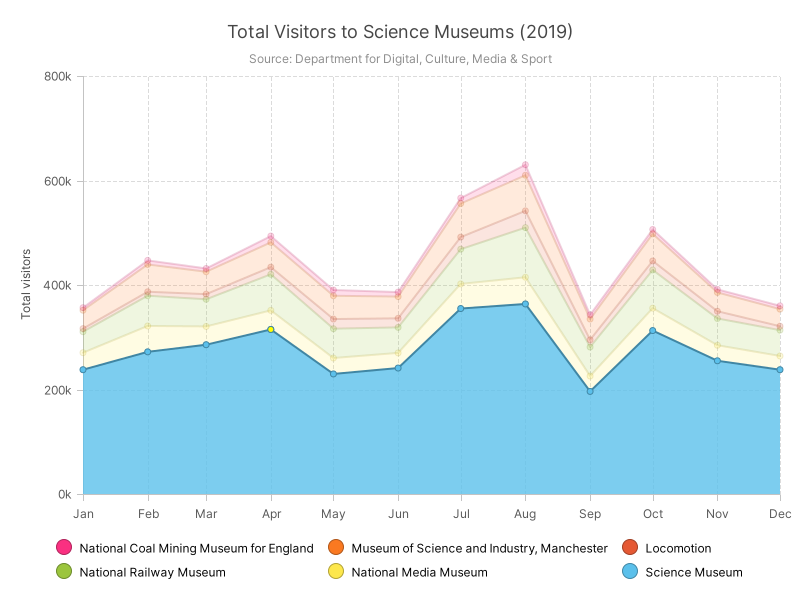 Total Visitors to Science Museums (2019)
Source: Department for Digital, Culture, Media & Sport
Total visitors
800k
600k
400k
200k
0k
Jan Feb Mar Apr May Jun Jul Aug Sep Oct Nov Dec
National Coal Mining Museum for England Museum of Science and Industry, Manchester Locomotion
National Railway Museum National Media Museum Science Museum